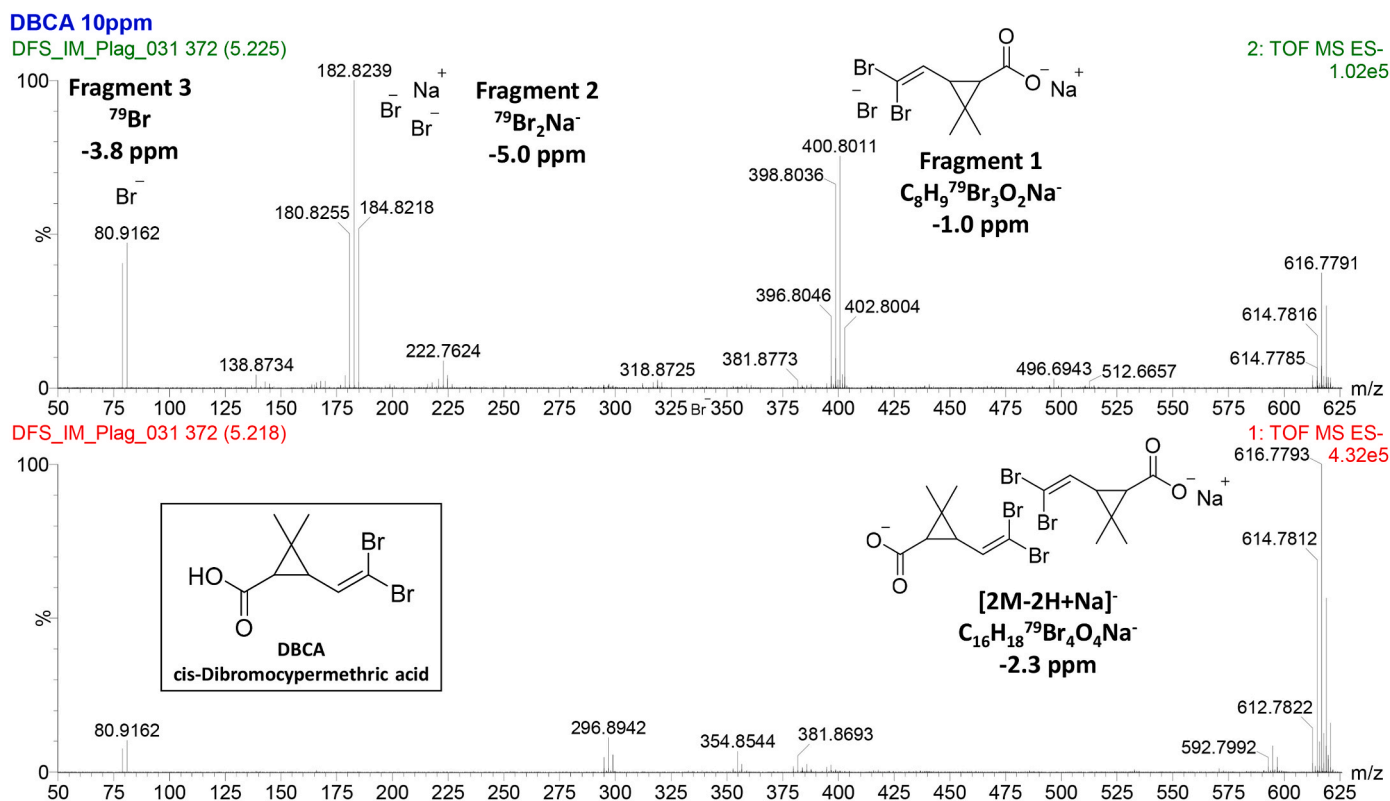 DBCA 10ppm
DFS_IM_Plag_031 372 (5.225)
2: TOF MS ES-
1.02e5
100
%
0
Fragment 3
⁷⁹Br
-3.8 ppm
Br⁻
80.9162
138.8734
182.8239
180.8255
184.8218
Br⁻
Na⁺
Br⁻
Fragment 2
⁷⁹Br₂Na⁻
-5.0 ppm
222.7624
318.8725
381.8773
Br
Br⁻
Br
O
O⁻
Na⁺
400.8011
398.8036
396.8046
402.8004
Fragment 1
C₈H₉⁷⁹Br₃O₂Na⁻
-1.0 ppm
496.6943
512.6657
616.7791
614.7816
614.7785
m/z
50 75 100 125 150 175 200 225 250 275 300 325 350 375 400 425 450 475 500 525 550 575 600 625
Br⁻
DFS_IM_Plag_031 372 (5.218)
1: TOF MS ES-
4.32e5
100
%
0
HO
O
Br
Br
DBCA
cis-Dibromocypermethric acid
80.9162
296.8942
354.8544
381.8693
O⁻
O
Br
Br
Br
Br
O
O⁻
Na⁺
[2M-2H+Na]⁻
C₁₆H₁₈⁷⁹Br₄O₄Na⁻
-2.3 ppm
616.7793
614.7812
612.7822
592.7992
m/z
50 75 100 125 150 175 200 225 250 275 300 325 350 375 400 425 450 475 500 525 550 575 600 625